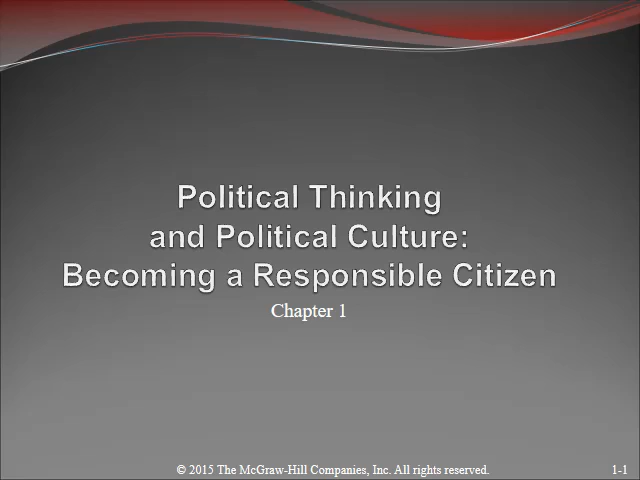 Political Thinking
and Political Culture:
Becoming a Responsible Citizen
Chapter 1
© 2015 The McGraw-Hill Companies, Inc. All rights reserved.
1-1